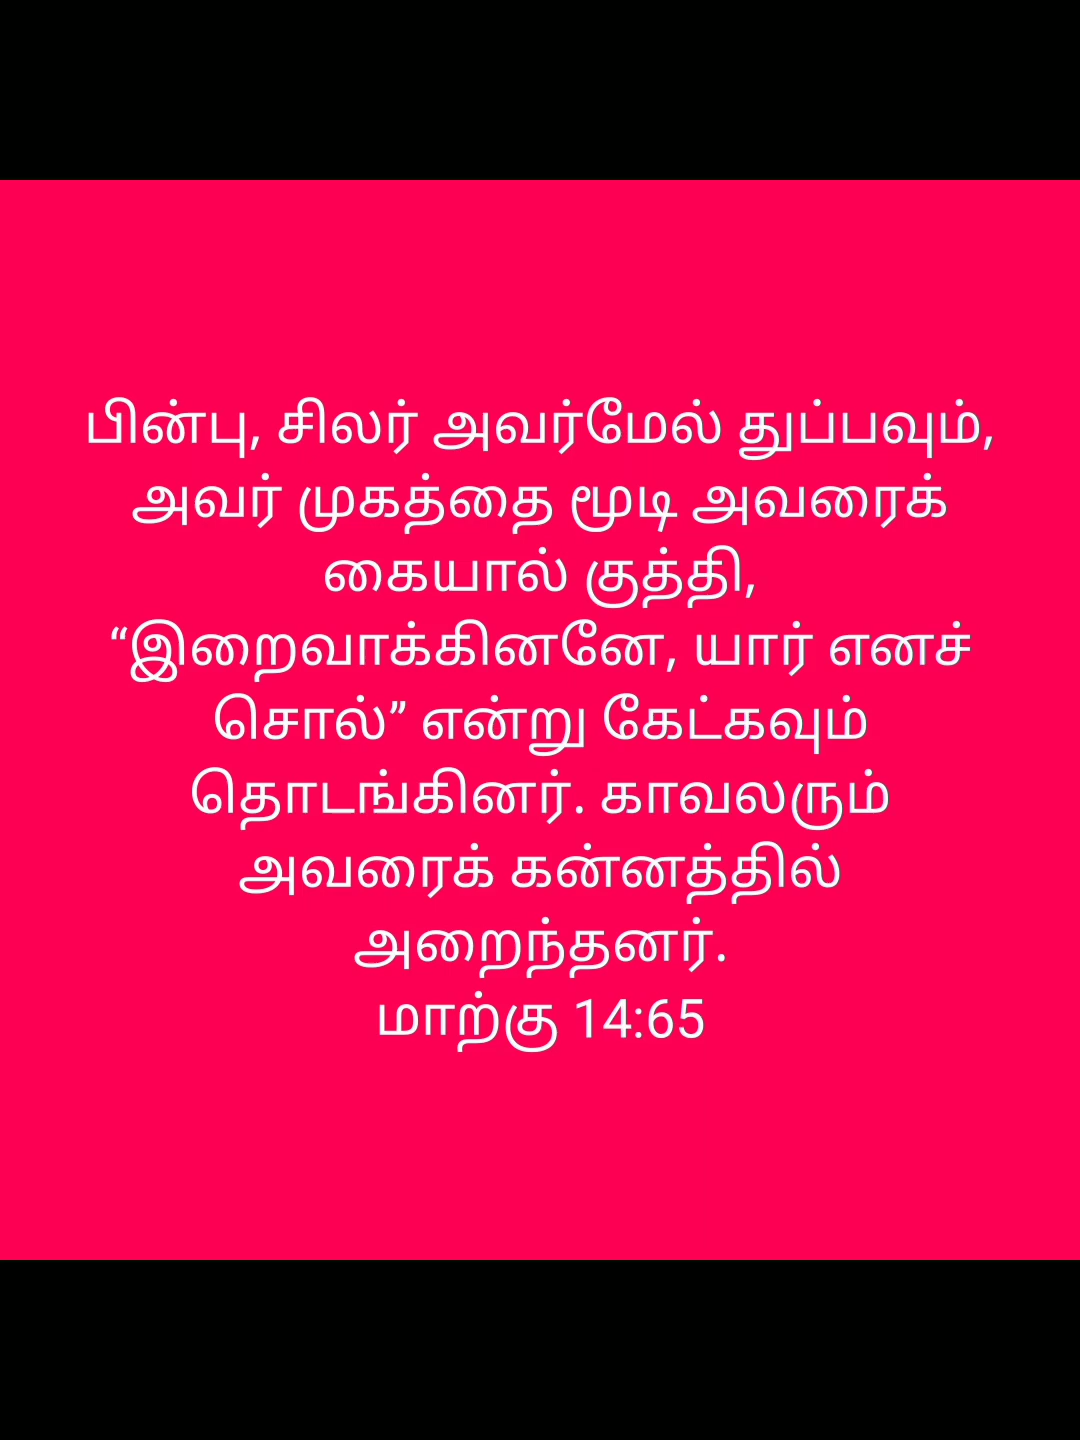 பின்பு, சிலர் அவர்மேல் துப்பவும்,
அவர் முகத்தை மூடி அவரைக்
கையால் குத்தி,
“இறைவாக்கினனே, யார் எனச்
சொல்” என்று கேட்கவும்
தொடங்கினர். காவலரும்
அவரைக் கன்னத்தில்
அறைந்தனர்.
மாற்கு 14:65